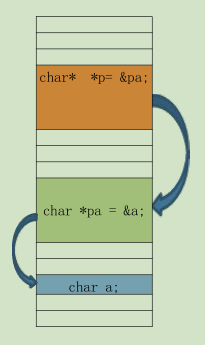 char*  *p= &pa;
char *pa = &a;
char a;